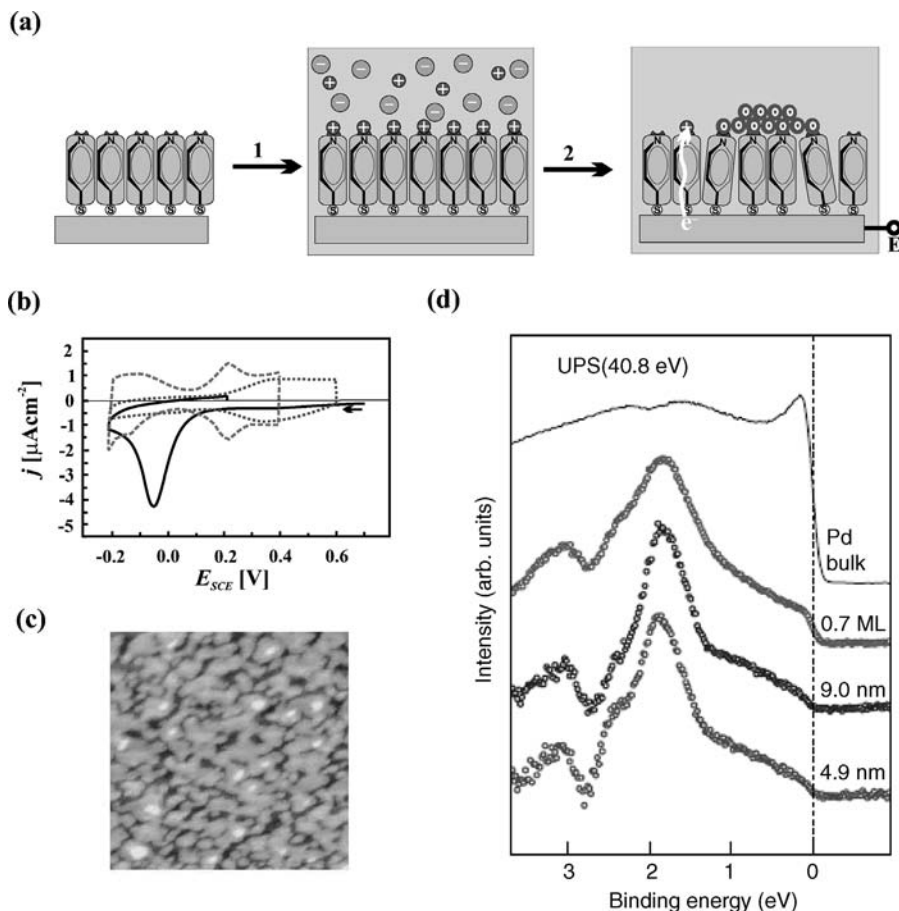 (a)
N N N N N
S S S S S
1
− − − − −
+ + +
− − − −
+ + + + + + +
N N N N N N N
S S S S S S S
2
+
N N N N N N N
S S S S S S S
e⁻
E
(b)
2
1
0
-1
-2
-3
-4
-5
j [µAcm⁻²]
-0.2 0.0 0.2 0.4 0.6
E_SCE [V]
(c)
(d)
UPS(40.8 eV)
Pd
bulk
0.7 ML
9.0 nm
4.9 nm
Intensity (arb. units)
3 2 1 0
Binding energy (eV)